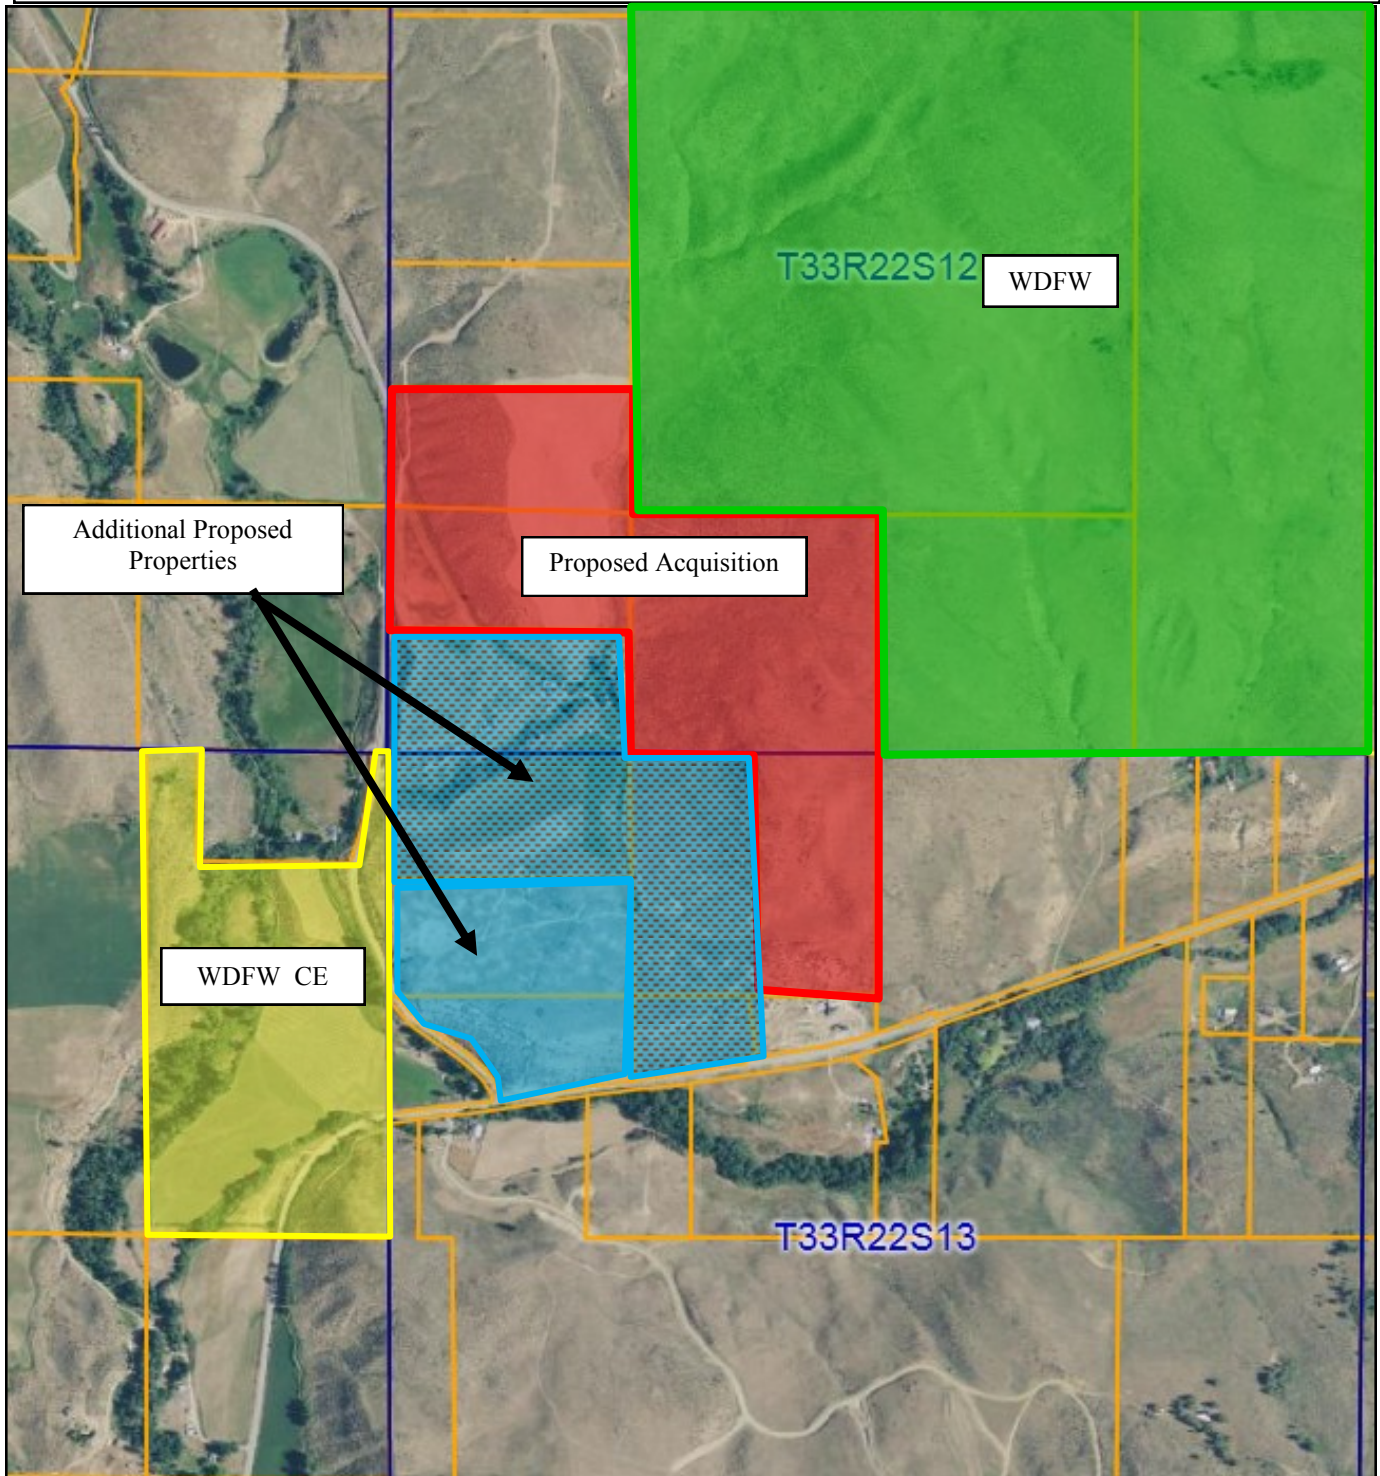 T33R22S12
WDFW
Additional Proposed
Properties
Proposed Acquisition
WDFW CE
T33R22S13